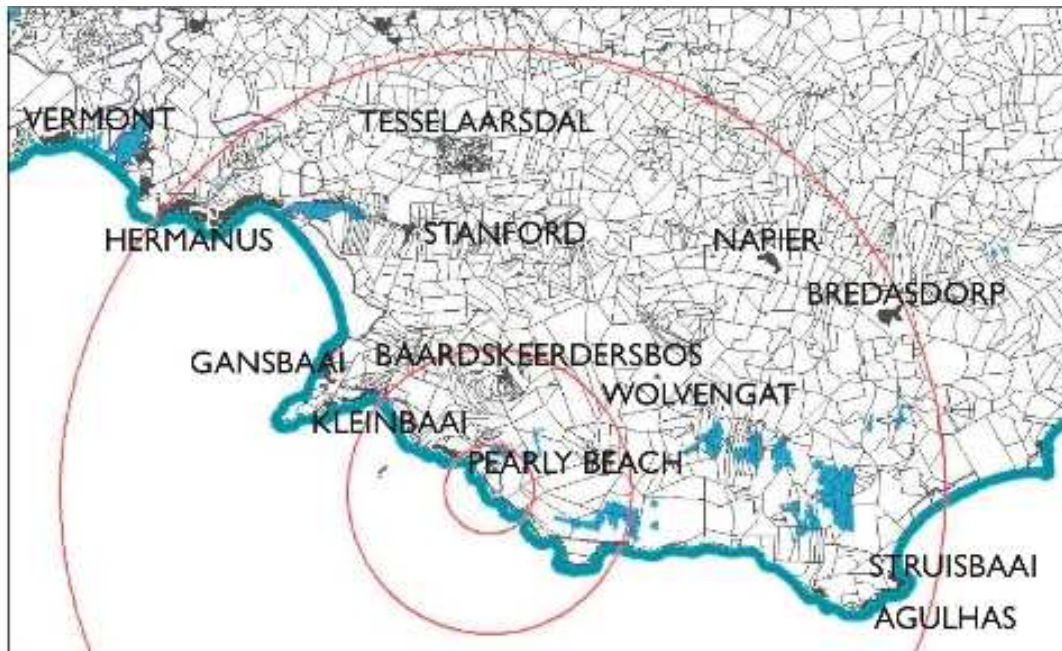 VERMONT
TESSELAARSDAL
HERMANUS
STANFORD
NAPIER
BREDASDORP
GANSBAAI
BAARDSKEERDERSBOS
WOLVENGAT
KLEINBAAI
PEARLY BEACH
STRUISBAAI
AGULHAS